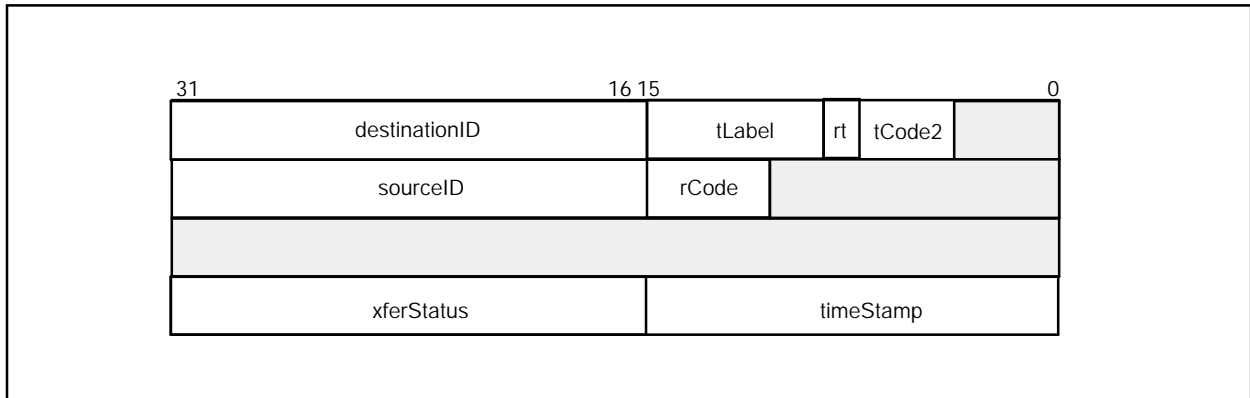 31 16 15 0
destinationID tLabel rt tCode2
sourceID rCode
xferStatus timeStamp